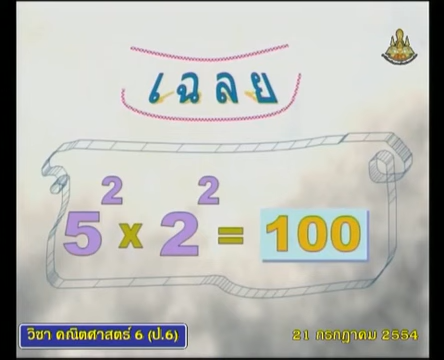 เฉลย
5² x 2² = 100
วิชา คณิตศาสตร์ 6 (ป.6)
21 กรกฎาคม 2554